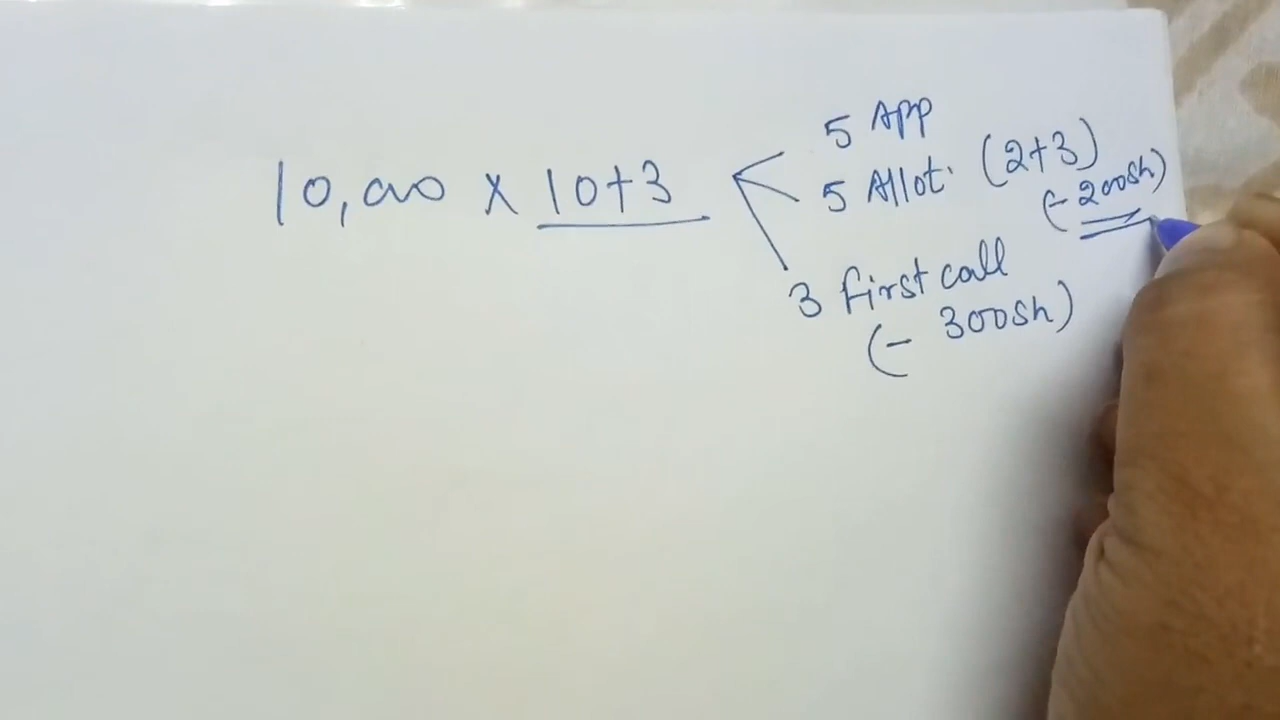 10,000 × 10+3
5 App
5 Allot. (2+3)
(- 200sh)
3 first call
(- 300sh)